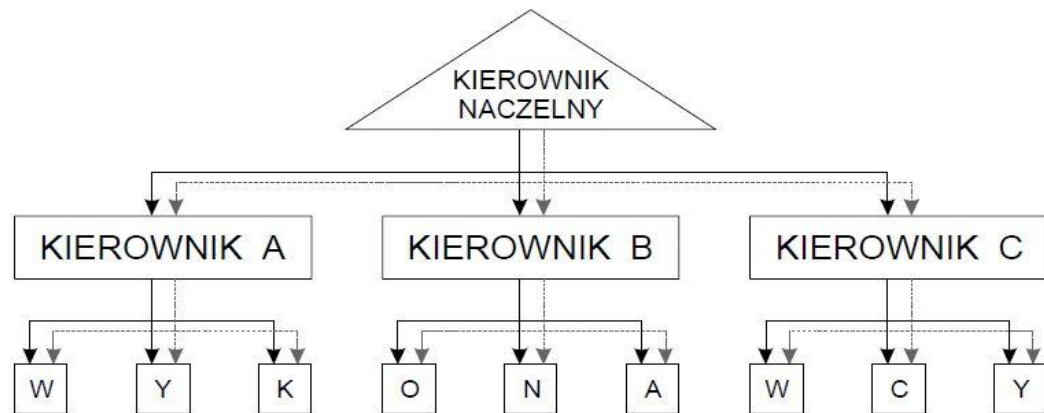 KIEROWNIK
NACZELNY
KIEROWNIK A KIEROWNIK B KIEROWNIK C
W Y K O N A W C Y